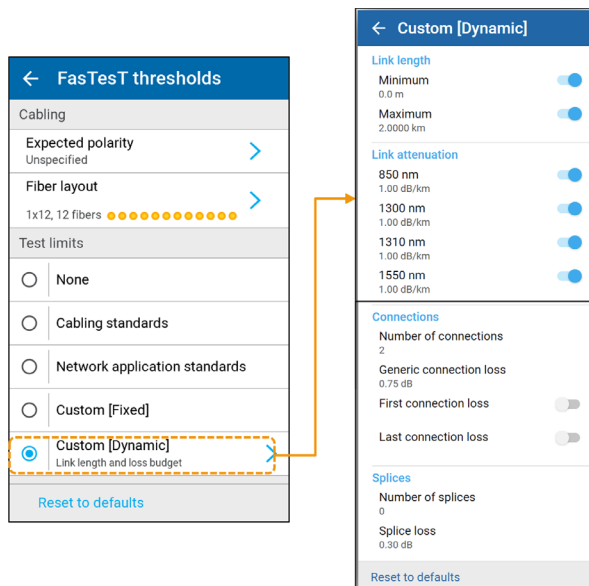 FasTesT thresholds
Cabling
Expected polarity
Unspecified
Fiber layout
1x12, 12 fibers
Test limits
None
Cabling standards
Network application standards
Custom [Fixed]
Custom [Dynamic]
Link length and loss budget
Reset to defaults
Custom [Dynamic]
Link length
Minimum
0.0 m
Maximum
2.0000 km
Link attenuation
850 nm
1.00 dB/km
1300 nm
1.00 dB/km
1310 nm
1.00 dB/km
1550 nm
1.00 dB/km
Connections
Number of connections
2
Generic connection loss
0.75 dB
First connection loss
Last connection loss
Splices
Number of splices
0
Splice loss
0.30 dB
Reset to defaults